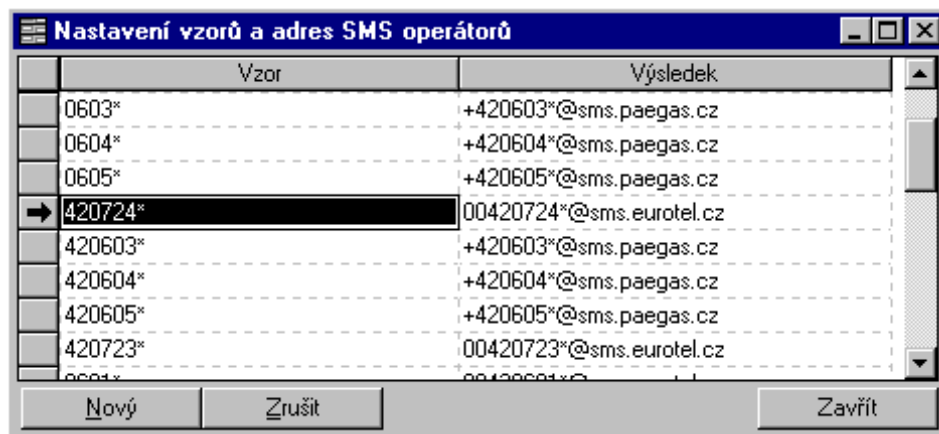 Nastavení vzorů a adres SMS operátorů
Vzor Výsledek
0603* +420603*@sms.paegas.cz
0604* +420604*@sms.paegas.cz
0605* +420605*@sms.paegas.cz
420724* 00420724*@sms.eurotel.cz
420603* +420603*@sms.paegas.cz
420604* +420604*@sms.paegas.cz
420605* +420605*@sms.paegas.cz
420723* 00420723*@sms.eurotel.cz
Nový Zrušit Zavřít